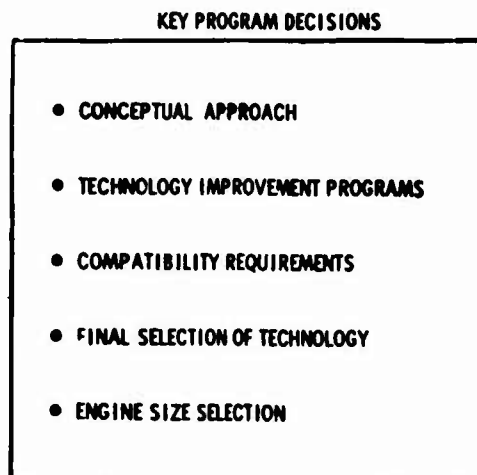 KEY PROGRAM DECISIONS
• CONCEPTUAL APPROACH
• TECHNOLOGY IMPROVEMENT PROGRAMS
• COMPATIBILITY REQUIREMENTS
• FINAL SELECTION OF TECHNOLOGY
• ENGINE SIZE SELECTION